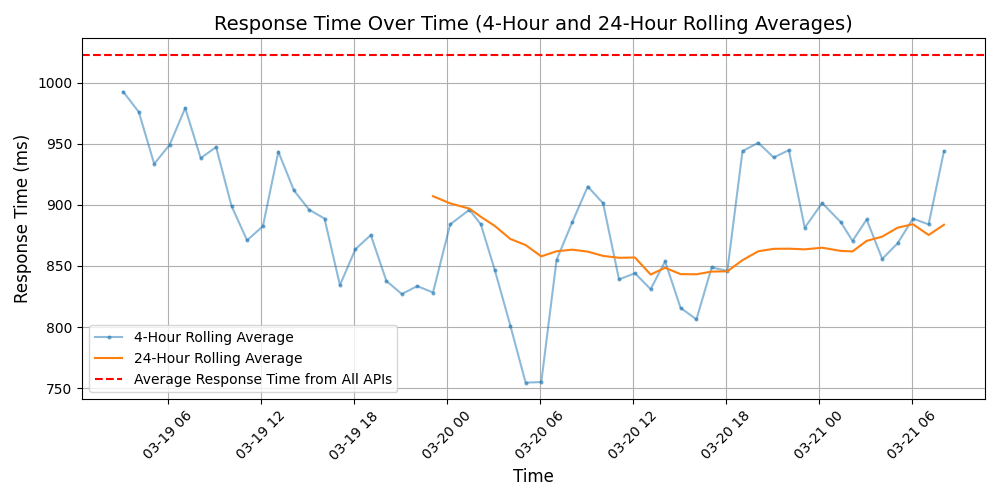 Response Time Over Time (4-Hour and 24-Hour Rolling Averages)
Response Time (ms)
1000
950
900
850
800
750
4-Hour Rolling Average
24-Hour Rolling Average
Average Response Time from All APIs
03-19 06
03-19 12
03-19 18
03-20 00
03-20 06
03-20 12
03-20 18
03-21 00
03-21 06
Time